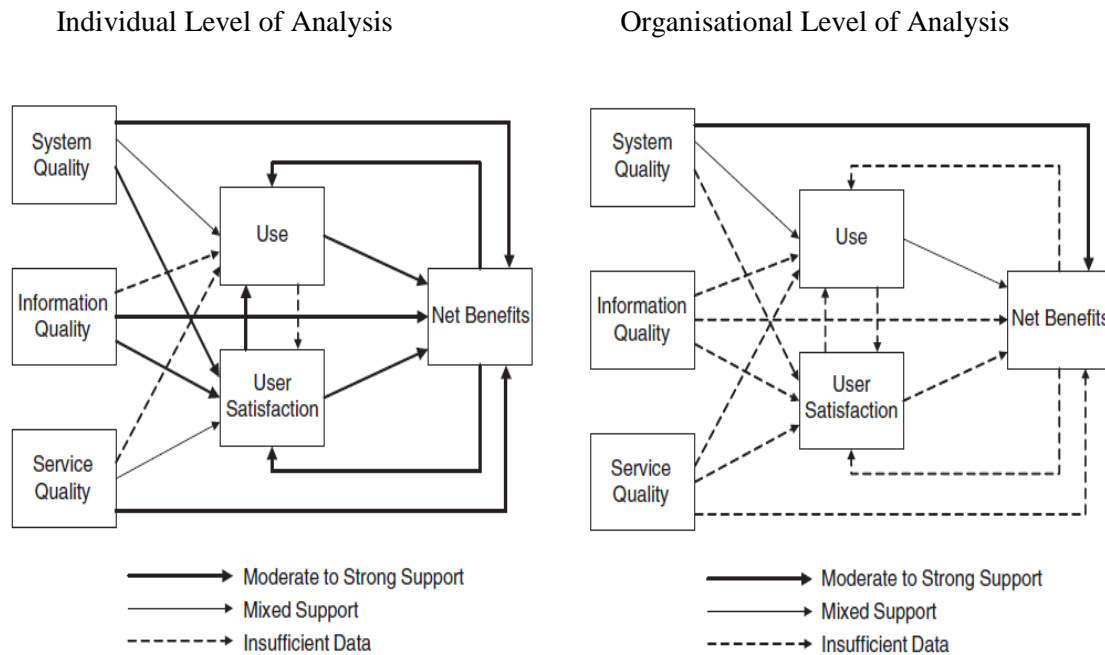 Individual Level of Analysis
System
Quality
Use
Information
Quality
Net Benefits
User
Satisfaction
Service
Quality
Moderate to Strong Support
Mixed Support
Insufficient Data
Organisational Level of Analysis
System
Quality
Use
Information
Quality
Net Benefits
User
Satisfaction
Service
Quality
Moderate to Strong Support
Mixed Support
Insufficient Data